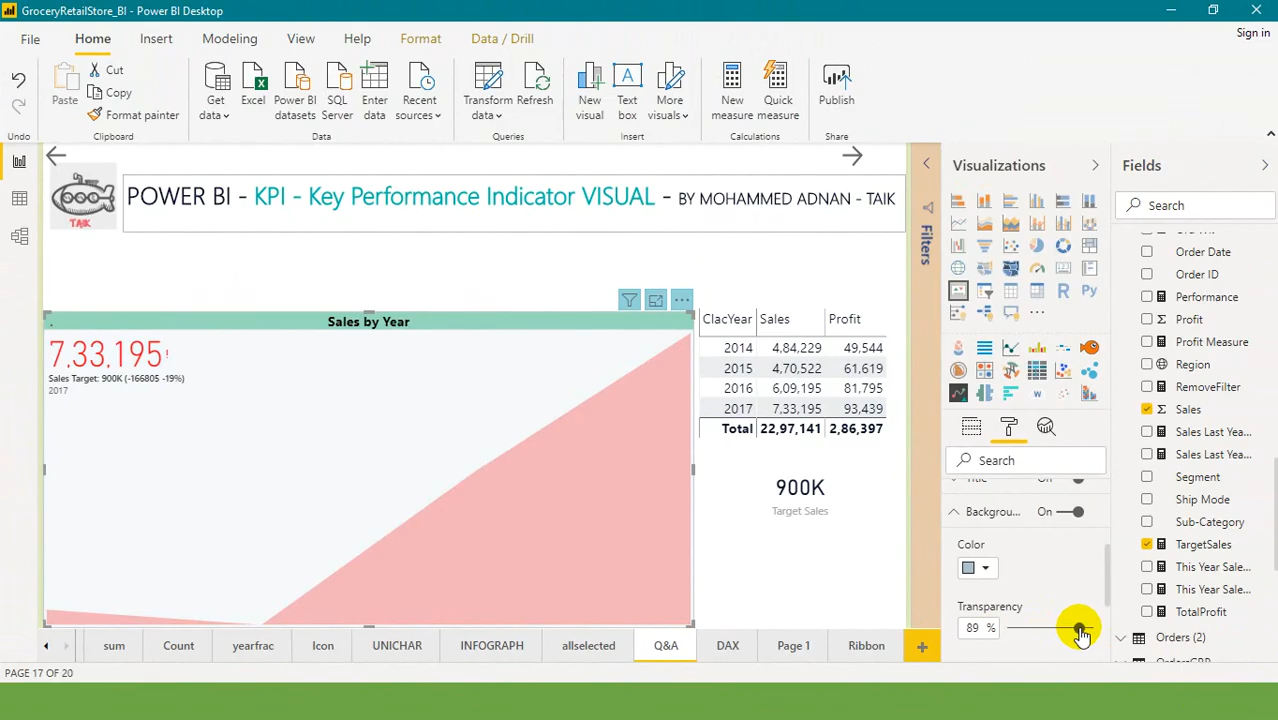 GroceryRetailStore_BI - Power BI Desktop
Sign in
File Home Insert Modeling View Help Format Data / Drill
Cut
Copy
Format painter
Paste
Get data
Excel
Power BI datasets
SQL Server
Enter data
Recent sources
Transform data
Refresh
New visual
Text box
More visuals
New measure
Quick measure
Publish
Undo Clipboard Data Queries Insert Calculations Share
TAIK
POWER BI - KPI - Key Performance Indicator VISUAL - BY MOHAMMED ADNAN - TAIK
Sales by Year
7,33,195!
Sales Target: 900K (-166805 -19%)
2017
ClacYear Sales Profit
2014 4,84,229 49,544
2015 4,70,522 61,619
2016 6,09,195 81,795
2017 7,33,195 93,439
Total 22,97,141 2,86,397
900K
Target Sales
Filters
Visualizations
R Py
Search
Title On
Backgrou... On
Color
Transparency
89 %
Fields
Search
Order Date
Order ID
Performance
Profit
Profit Measure
Region
RemoveFilter
Sales
Sales Last Yea...
Sales Last Yea...
Segment
Ship Mode
Sub-Category
TargetSales
This Year Sale...
This Year Sale...
TotalProfit
Orders (2)
sum Count yearfrac Icon UNICHAR INFOGRAPH allselected Q&A DAX Page 1 Ribbon
PAGE 17 OF 20